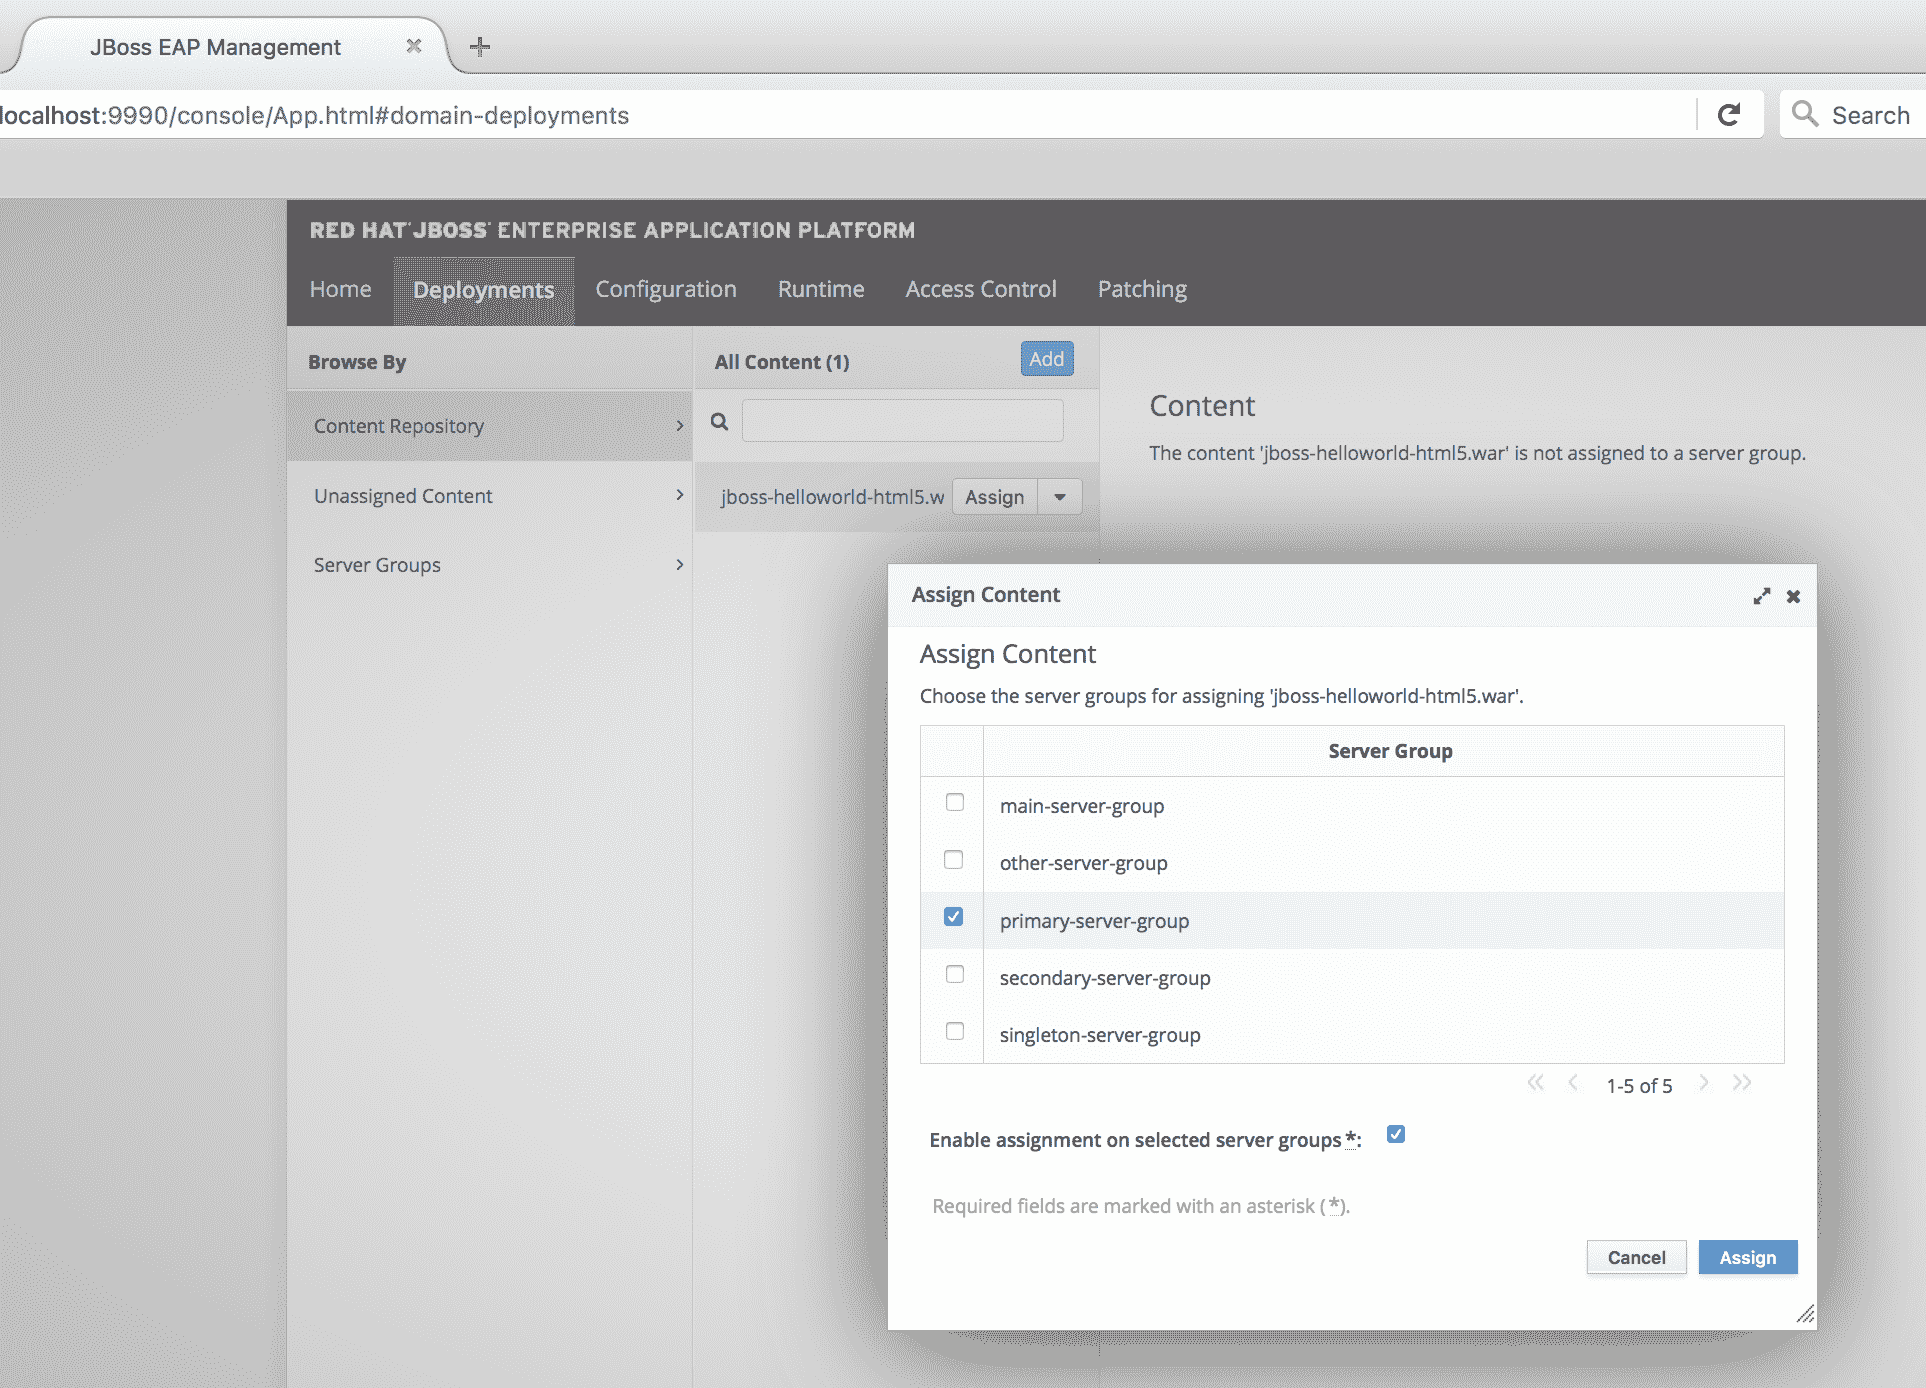 JBoss EAP Management
localhost:9990/console/App.html#domain-deployments
Search
RED HAT JBOSS ENTERPRISE APPLICATION PLATFORM
Home Deployments Configuration Runtime Access Control Patching
Browse By
Content Repository
Unassigned Content
Server Groups
All Content (1) Add
jboss-helloworld-html5.w Assign
Content
The content 'jboss-helloworld-html5.war' is not assigned to a server group.
Assign Content
Assign Content
Choose the server groups for assigning 'jboss-helloworld-html5.war'.
Server Group
main-server-group
other-server-group
primary-server-group
secondary-server-group
singleton-server-group
1-5 of 5
Enable assignment on selected server groups *:
Required fields are marked with an asterisk ( *).
Cancel Assign